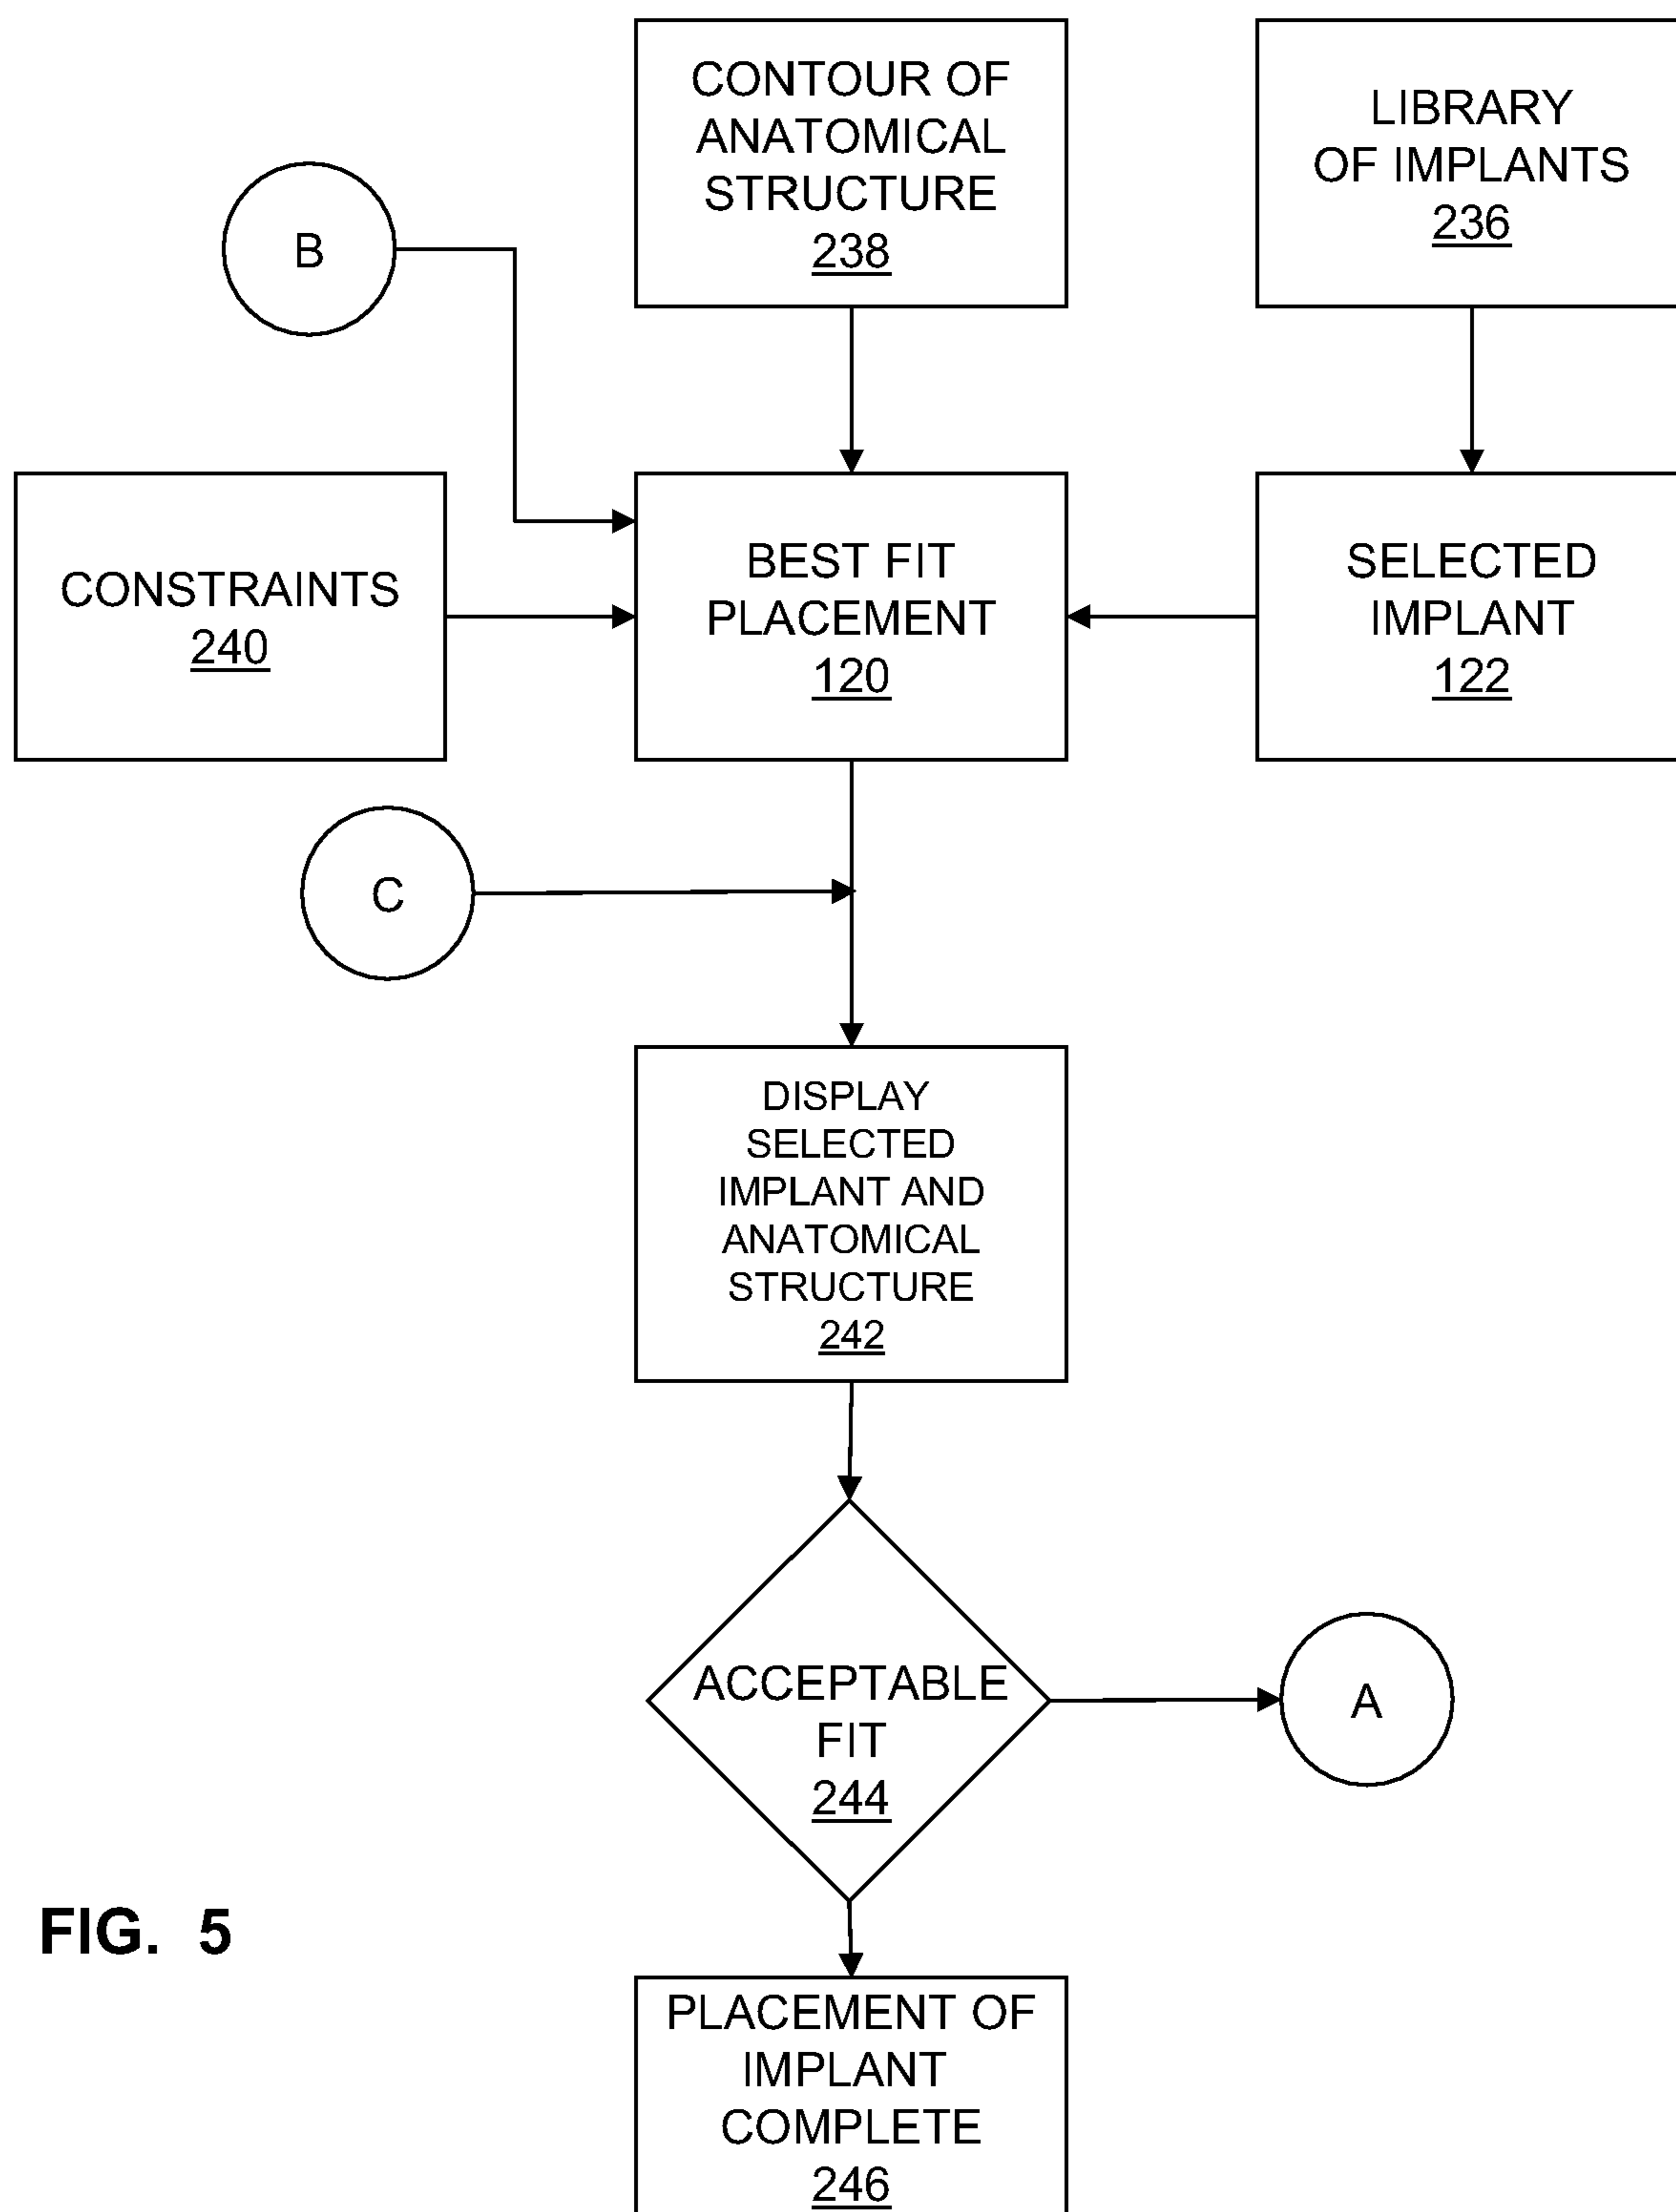 CONTOUR OF
ANATOMICAL
STRUCTURE
238
LIBRARY
OF IMPLANTS
236
B
CONSTRAINTS
240
BEST FIT
PLACEMENT
120
SELECTED
IMPLANT
122
C
DISPLAY
SELECTED
IMPLANT AND
ANATOMICAL
STRUCTURE
242
ACCEPTABLE
FIT
244
A
FIG. 5
PLACEMENT OF
IMPLANT
COMPLETE
246